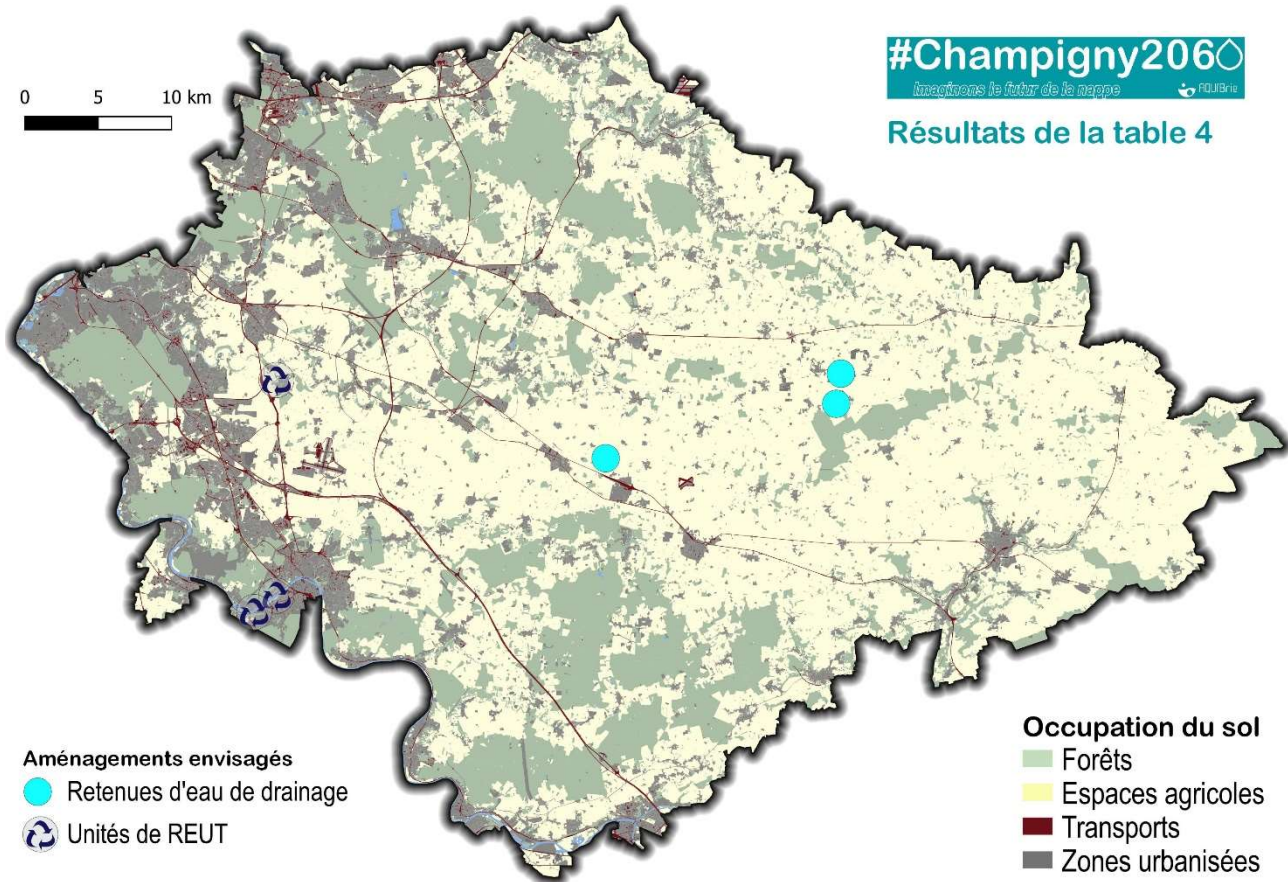 #Champigny2060
Imaginons le futur de la nappe
AQUIBrie
Résultats de la table 4
0 5 10 km
Aménagements envisagés
Retenues d'eau de drainage
Unités de REUT
Occupation du sol
Forêts
Espaces agricoles
Transports
Zones urbanisées